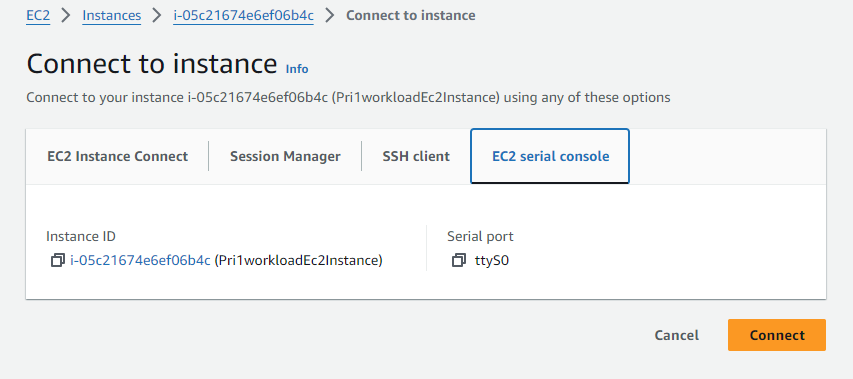 EC2 > Instances > i-05c21674e6ef06b4c > Connect to instance
Connect to instance Info
Connect to your instance i-05c21674e6ef06b4c (Pri1workloadEc2Instance) using any of these options
EC2 Instance Connect Session Manager SSH client EC2 serial console
Instance ID Serial port
i-05c21674e6ef06b4c (Pri1workloadEc2Instance) ttyS0
Cancel Connect